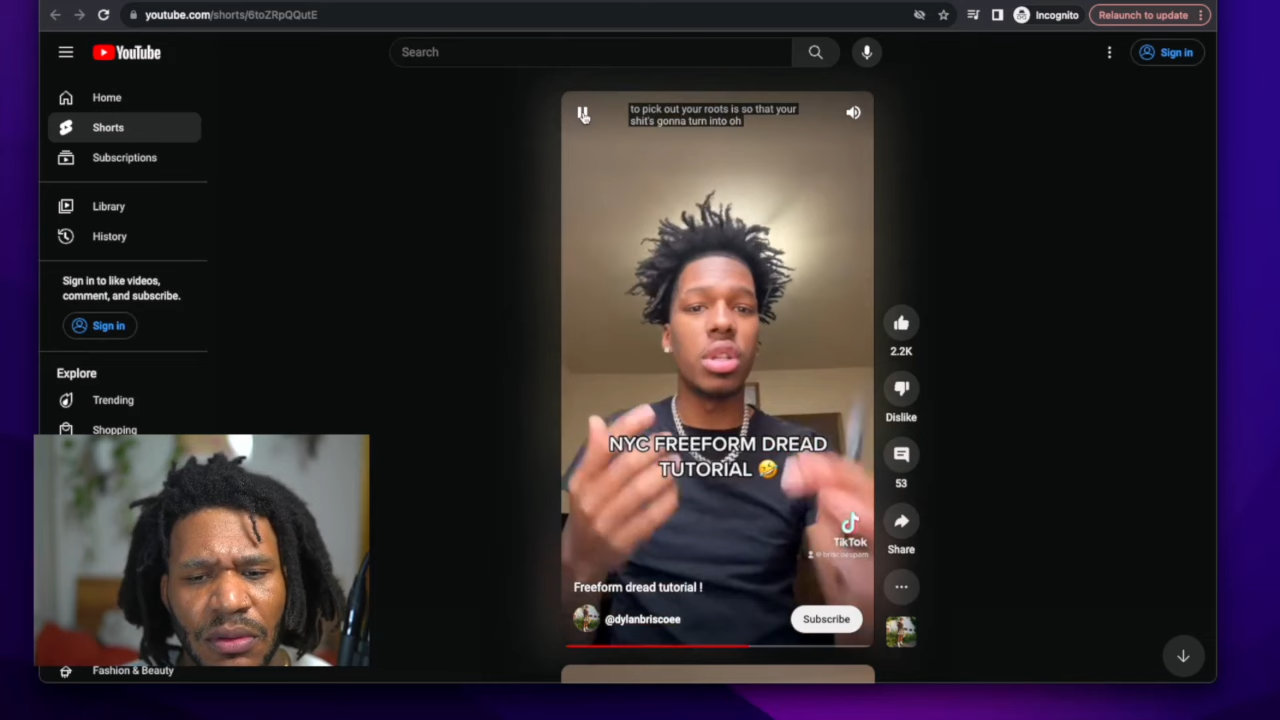 youtube.com/shorts/6toZRpQQutE
Incognito
Relaunch to update
YouTube
Search
Sign in
Home
Shorts
Subscriptions
Library
History
Sign in to like videos,
comment, and subscribe.
Sign in
Explore
Trending
Shopping
Fashion & Beauty
to pick out your roots is so that your
shit's gonna turn into oh
NYC FREEFORM DREAD
TUTORIAL 🤣
TikTok
Freeform dread tutorial !
@dylanbriscoee
Subscribe
2.2K
Dislike
53
Share